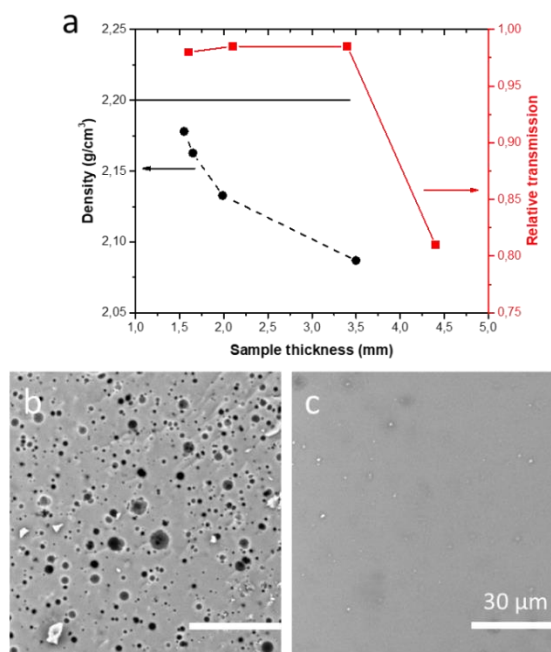 a
2,25
2,20
2,15
2,10
2,05
Density (g/cm³)
1,0 1,5 2,0 2,5 3,0 3,5 4,0 4,5 5,0
Sample thickness (mm)
1,00
0,95
0,90
0,85
0,80
0,75
Relative transmission
b
c
30 µm